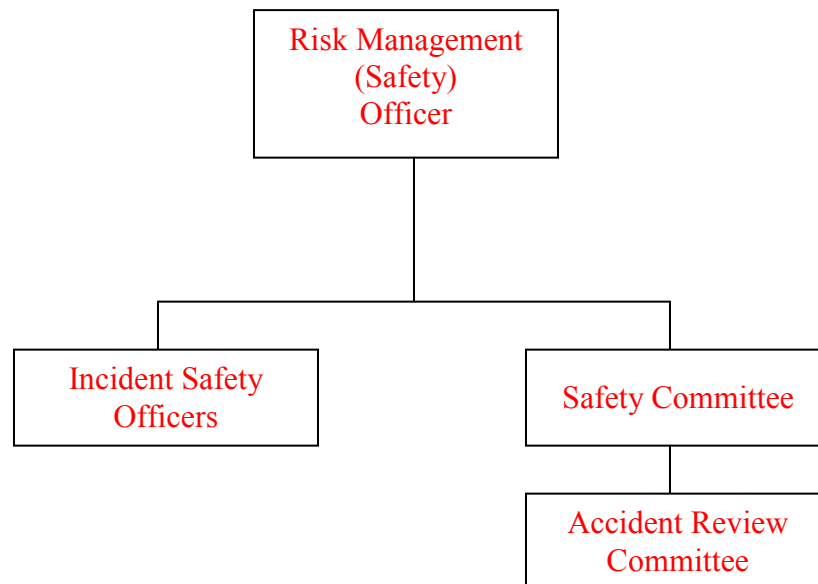 Risk Management
(Safety)
Officer
Incident Safety
Officers
Safety Committee
Accident Review
Committee